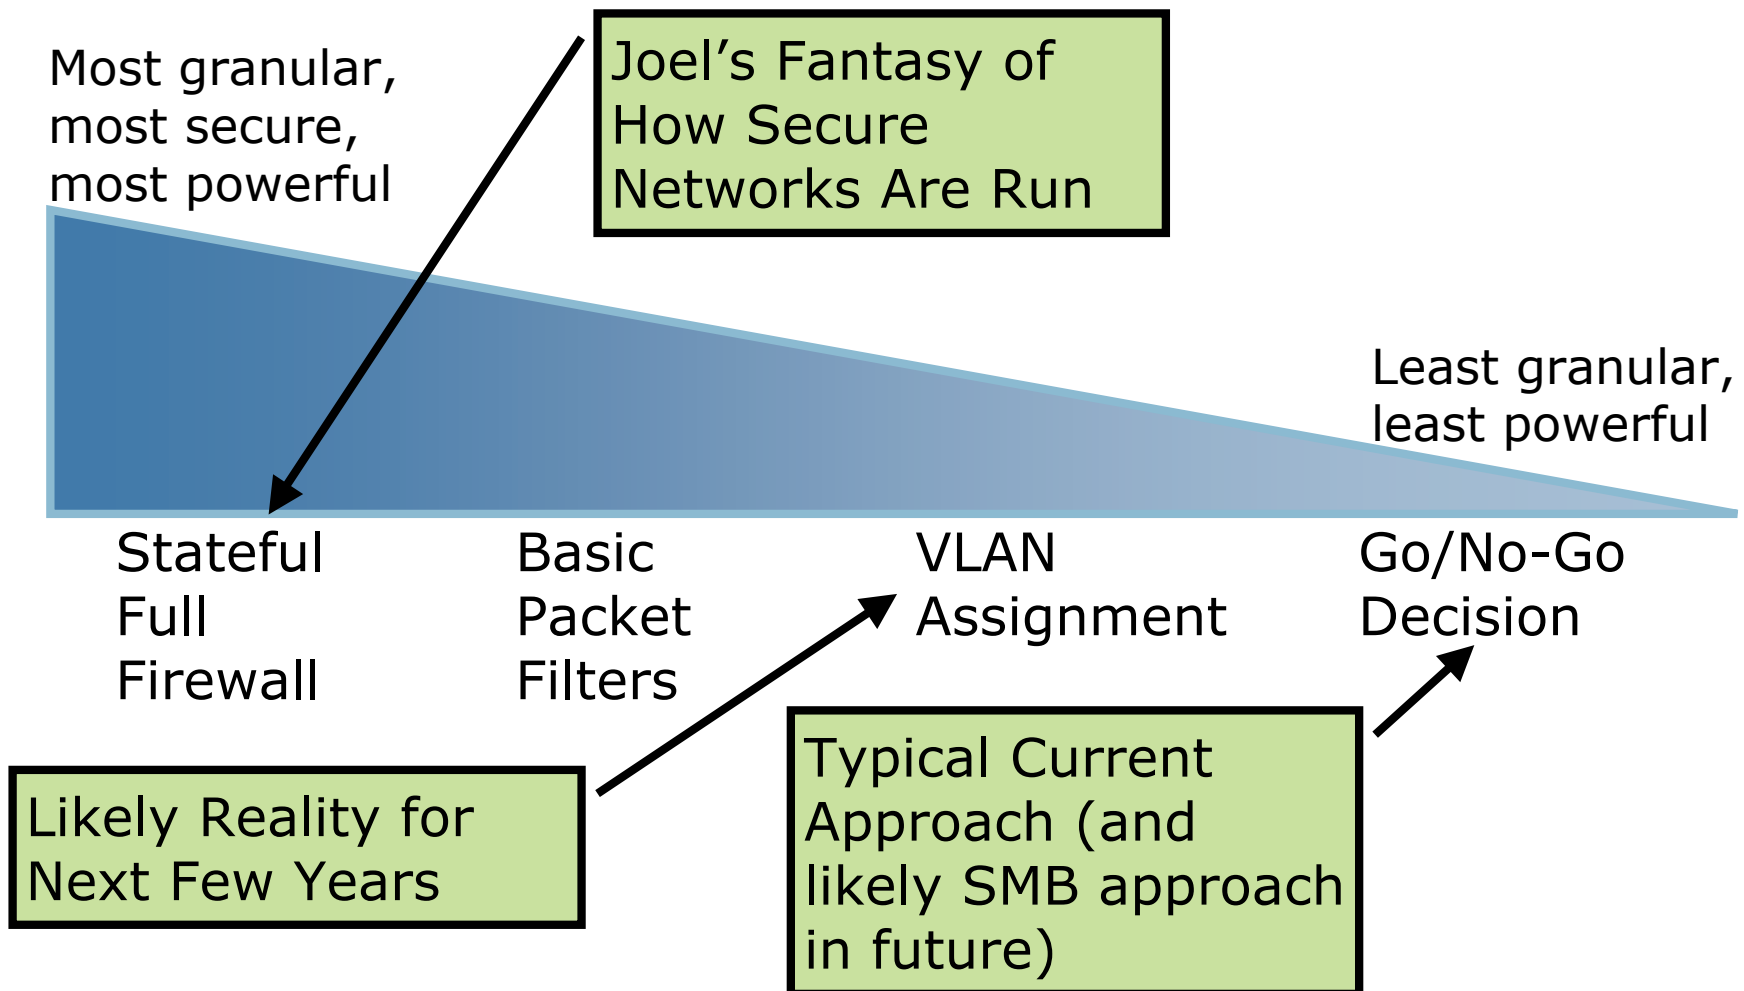 Most granular,
most secure,
most powerful
Joel’s Fantasy of
How Secure
Networks Are Run
Least granular,
least powerful
Stateful
Full
Firewall
Basic
Packet
Filters
VLAN
Assignment
Go/No-Go
Decision
Likely Reality for
Next Few Years
Typical Current
Approach (and
likely SMB approach
in future)